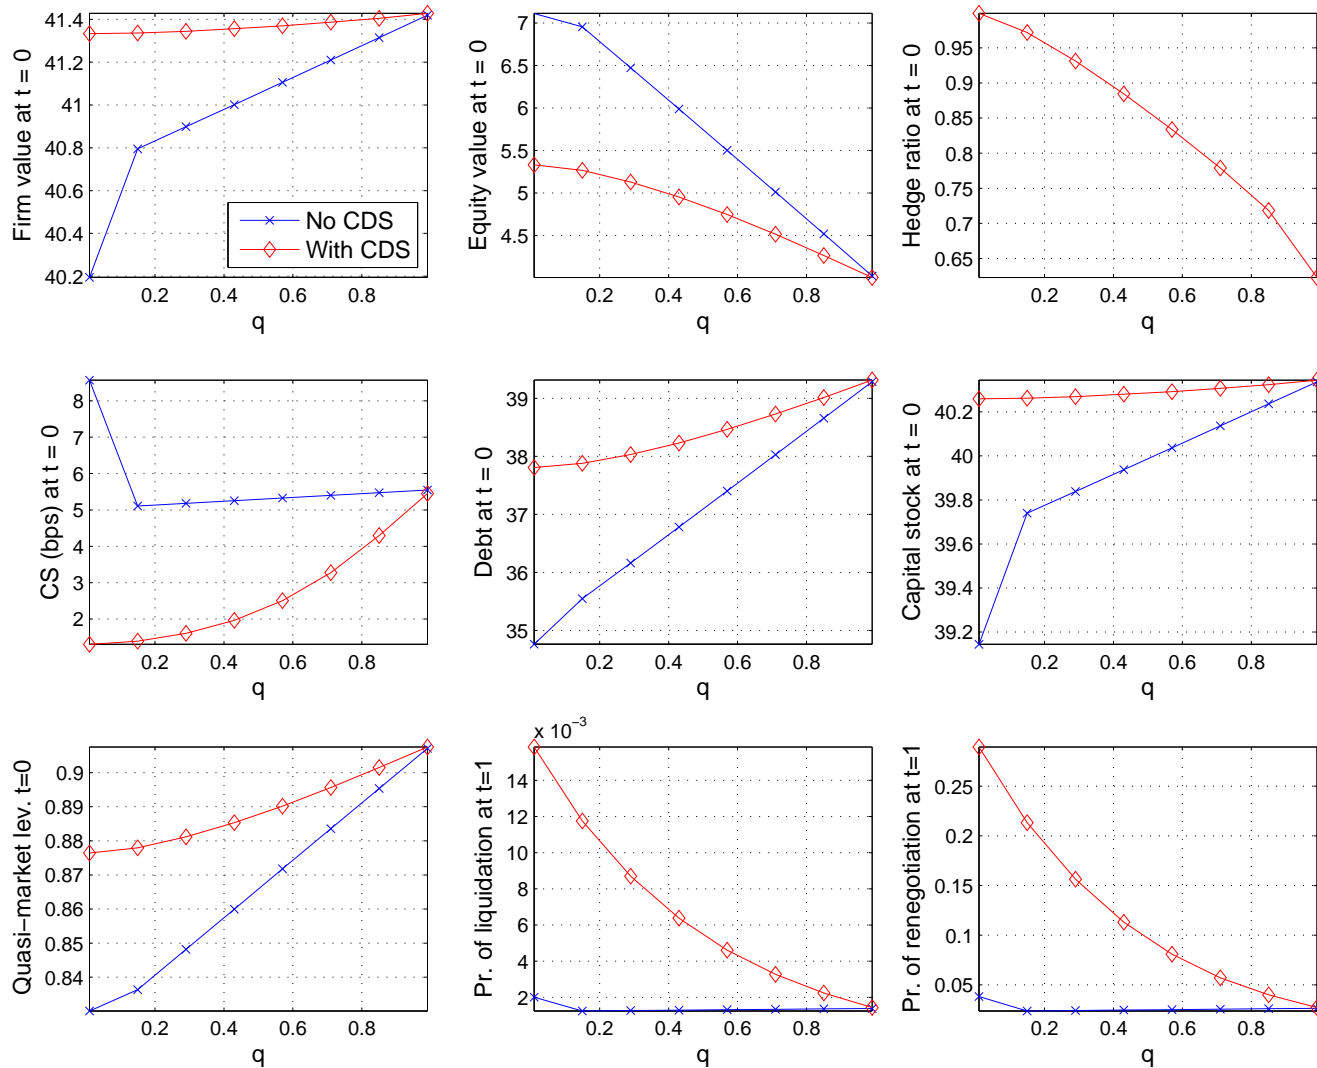 Firm value at t = 0
41.4
41.2
41
40.8
40.6
40.4
40.2
No CDS
With CDS
0.2 0.4 0.6 0.8
q
Equity value at t = 0
7
6.5
6
5.5
5
4.5
0.2 0.4 0.6 0.8
q
Hedge ratio at t = 0
0.95
0.9
0.85
0.8
0.75
0.7
0.65
0.2 0.4 0.6 0.8
q
CS (bps) at t = 0
8
7
6
5
4
3
2
0.2 0.4 0.6 0.8
q
Debt at t = 0
39
38
37
36
35
0.2 0.4 0.6 0.8
q
Capital stock at t = 0
40.2
40
39.8
39.6
39.4
39.2
0.2 0.4 0.6 0.8
q
Quasi−market lev. t=0
0.9
0.89
0.88
0.87
0.86
0.85
0.84
0.2 0.4 0.6 0.8
q
x 10−3
Pr. of liquidation at t=1
14
12
10
8
6
4
2
0.2 0.4 0.6 0.8
q
Pr. of renegotiation at t=1
0.25
0.2
0.15
0.1
0.05
0.2 0.4 0.6 0.8
q